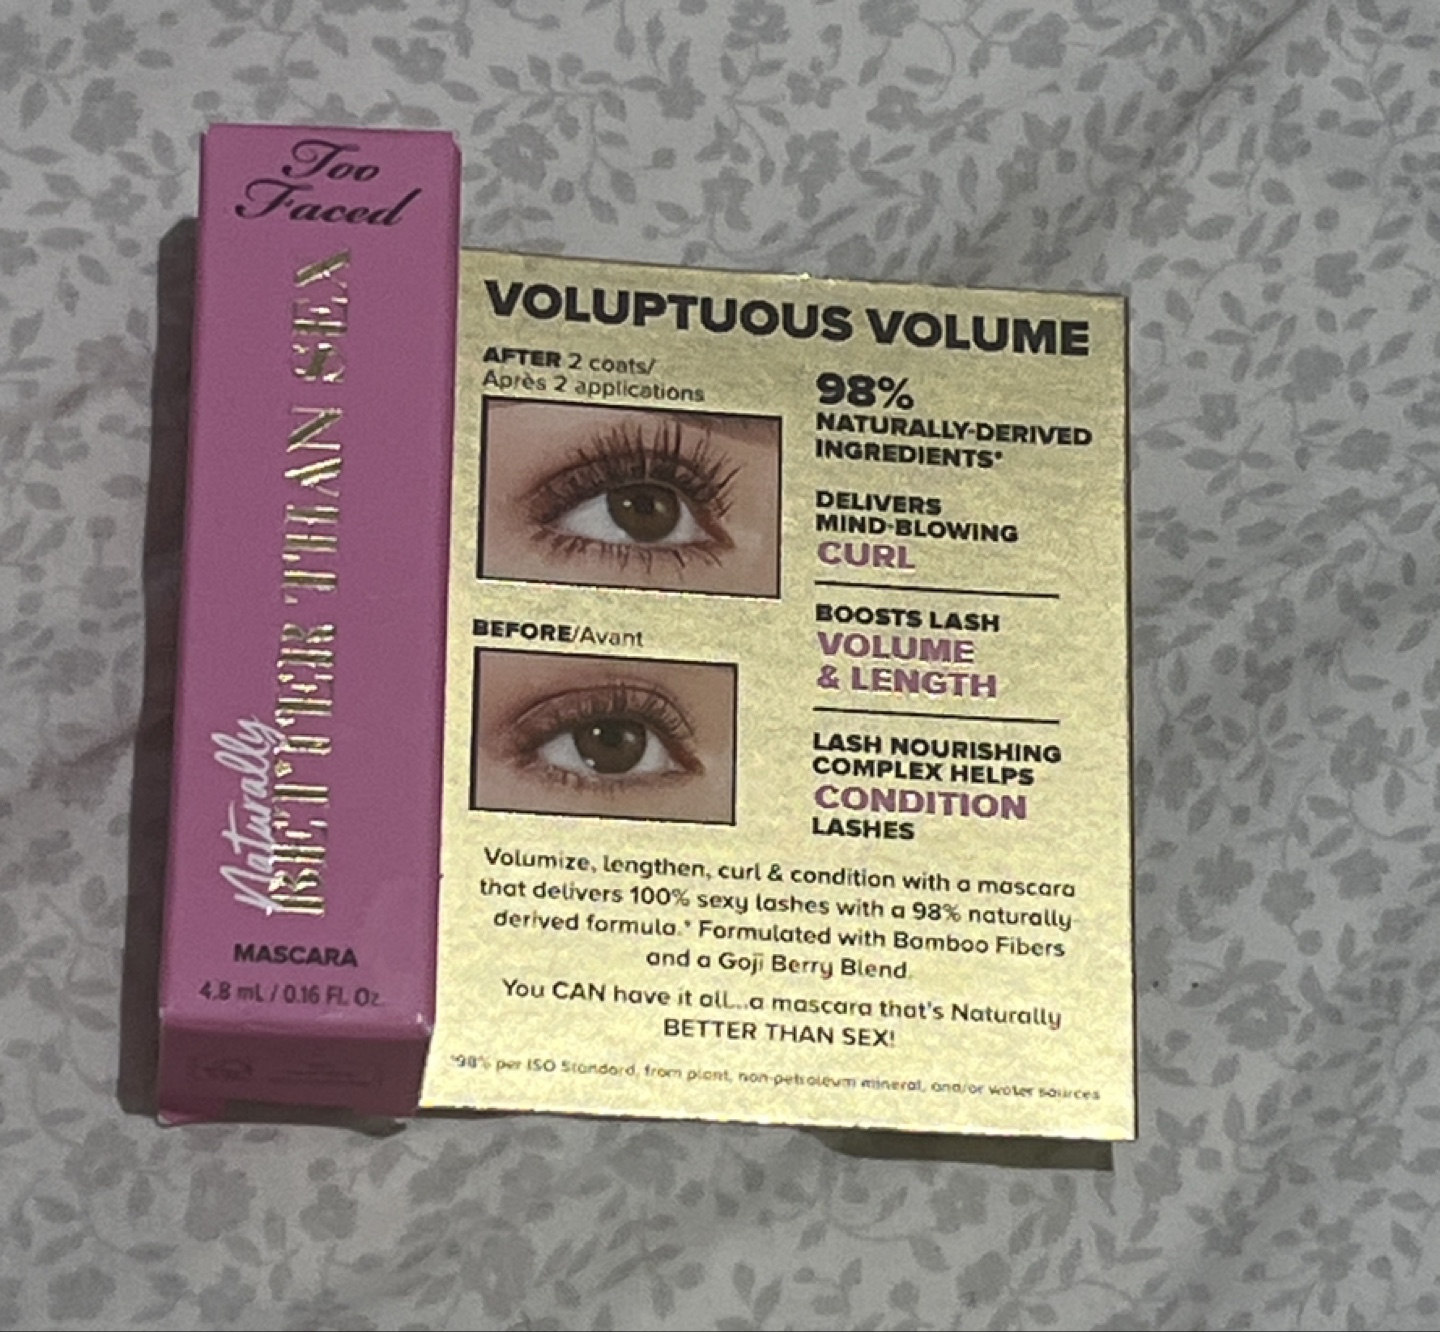 Too
Faced
Naturally
BETTER THAN SEX
MASCARA
4.8 mL / 0.16 FL. Oz.
VOLUPTUOUS VOLUME
AFTER 2 coats/
Après 2 applications
BEFORE/Avant
98%
NATURALLY-DERIVED
INGREDIENTS*
DELIVERS
MIND-BLOWING
CURL
BOOSTS LASH
VOLUME
& LENGTH
LASH NOURISHING
COMPLEX HELPS
CONDITION
LASHES
Volumize, lengthen, curl & condition with a mascara
that delivers 100% sexy lashes with a 98% naturally-
derived formula.* Formulated with Bamboo Fibers
and a Goji Berry Blend.
You CAN have it all...a mascara that's Naturally
BETTER THAN SEX!
*98% per ISO Standard, from plant, non-petroleum mineral, and/or water sources